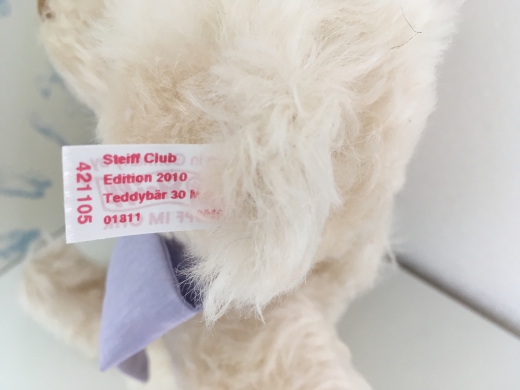 Steiff Club
Edition 2010
Teddybär 30
01811
421105